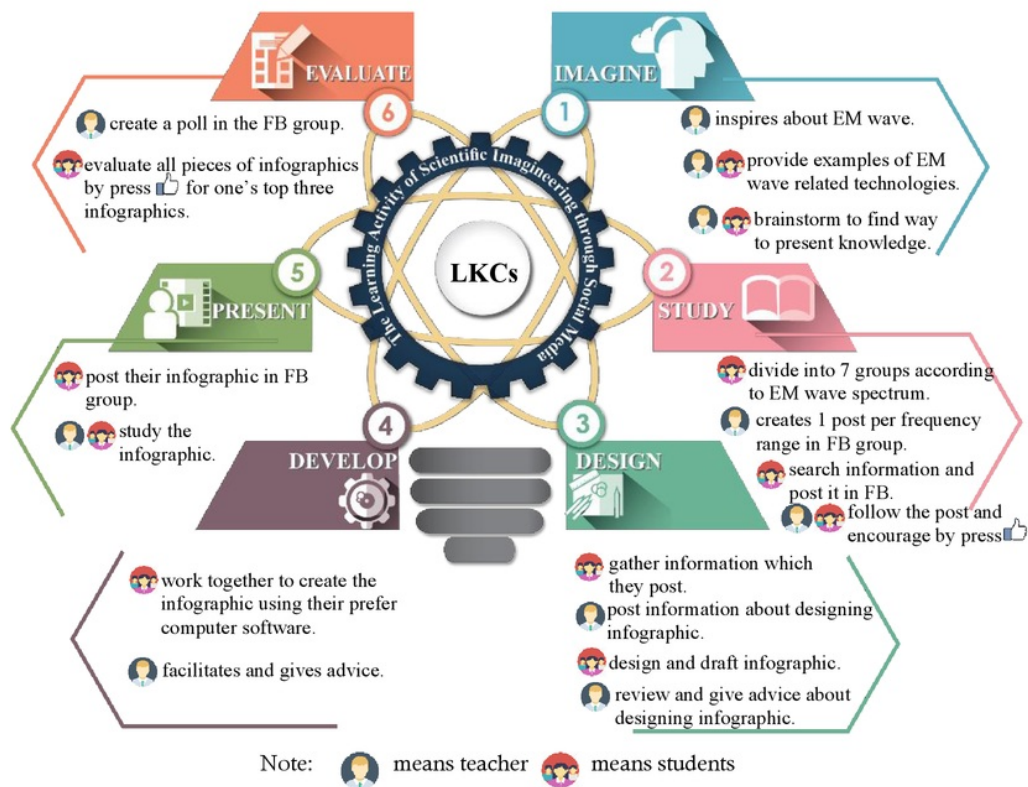 The Learning Activity of Scientific Imagineering through Social Media
LKCs
1
IMAGINE
inspires about EM wave.
provide examples of EM
wave related technologies.
brainstorm to find way
to present knowledge.
2
STUDY
divide into 7 groups according
to EM wave spectrum.
creates 1 post per frequency
range in FB group.
search information and
post it in FB.
follow the post and
encourage by press
3
DESIGN
gather information which
they post.
post information about designing
infographic.
design and draft infographic.
review and give advice about
designing infographic.
4
DEVELOP
work together to create the
infographic using their prefer
computer software.
facilitates and gives advice.
5
PRESENT
post their infographic in FB
group.
study the
infographic.
6
EVALUATE
create a poll in the FB group.
evaluate all pieces of infographics
by press for one's top three
infographics.
Note: means teacher means students